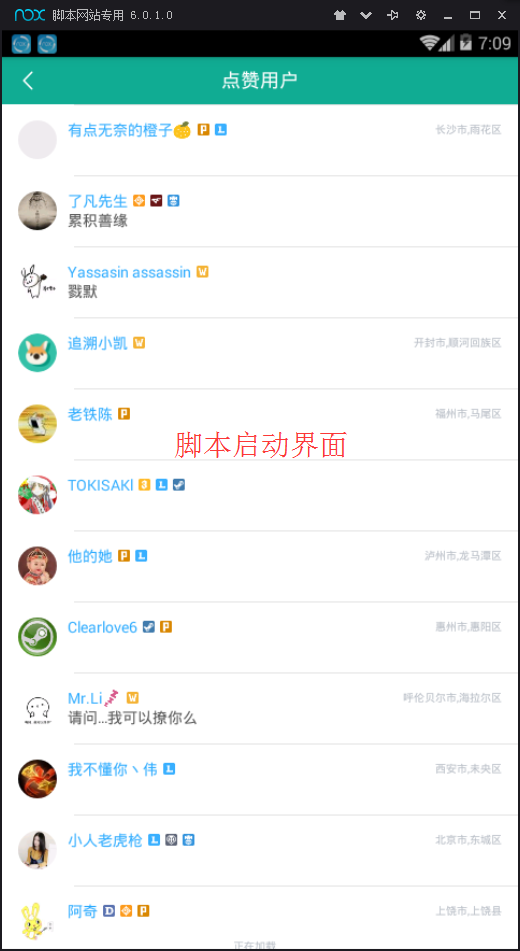 nox 脚本网站专用 6.0.1.0
7:09
点赞用户
有点无奈的橙子 P L 长沙市,雨花区
了凡先生
累积善缘
Yassasin assassin W
戮默
追溯小凯 W 开封市,顺河回族区
老铁陈 P 福州市,马尾区
脚本启动界面
TOKISAKI 3 L
他的她 P L 泸州市,龙马潭区
Clearlove6 P 惠州市,惠阳区
Mr.Li W 呼伦贝尔市,海拉尔区
请问...我可以撩你么
我不懂你丶伟 L 西安市,未央区
小人老虎枪 L 北京市,东城区
阿奇 D P 上饶市,上饶县
正在加载